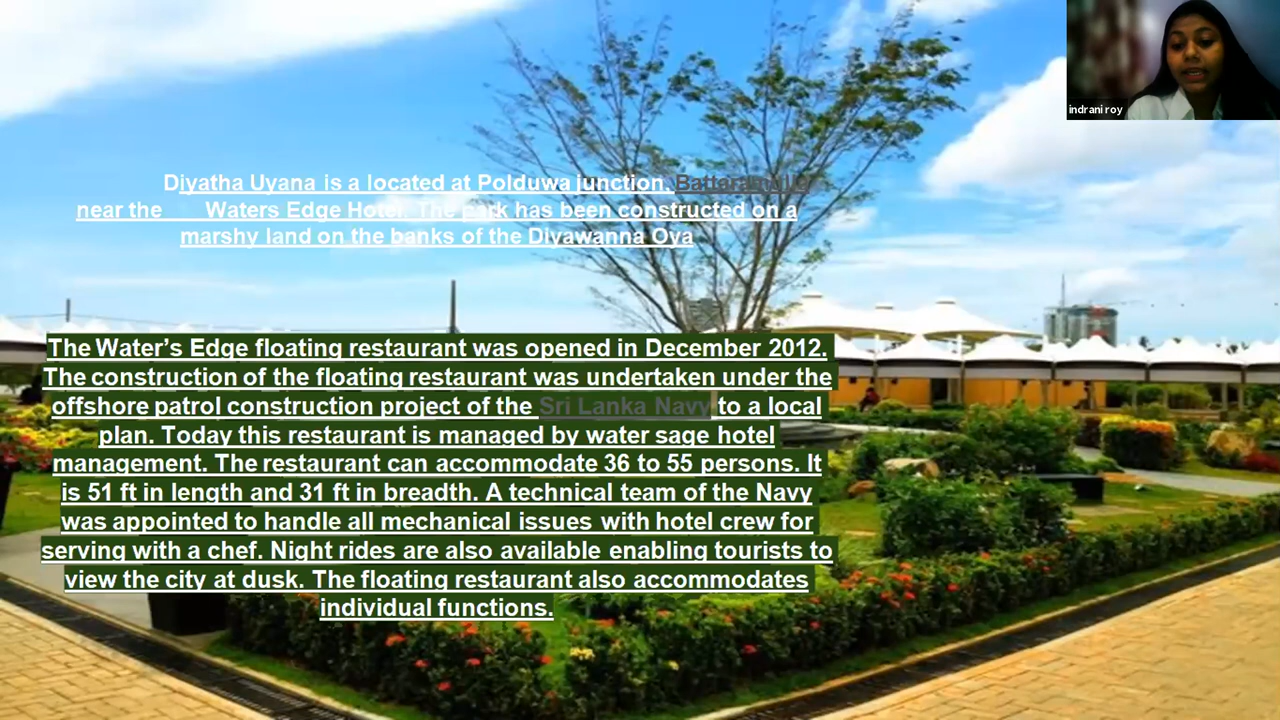 Diyatha Uyana is a located at Polduwa junction, Battaramulla
near the Waters Edge Hotel. The park has been constructed on a
marshy land on the banks of the Diyawanna Oya
The Water's Edge floating restaurant was opened in December 2012.
The construction of the floating restaurant was undertaken under the
offshore patrol construction project of the Sri Lanka Navy to a local
plan. Today this restaurant is managed by water sage hotel
management. The restaurant can accommodate 36 to 55 persons. It
is 51 ft in length and 31 ft in breadth. A technical team of the Navy
was appointed to handle all mechanical issues with hotel crew for
serving with a chef. Night rides are also available enabling tourists to
view the city at dusk. The floating restaurant also accommodates
individual functions.
indrani roy